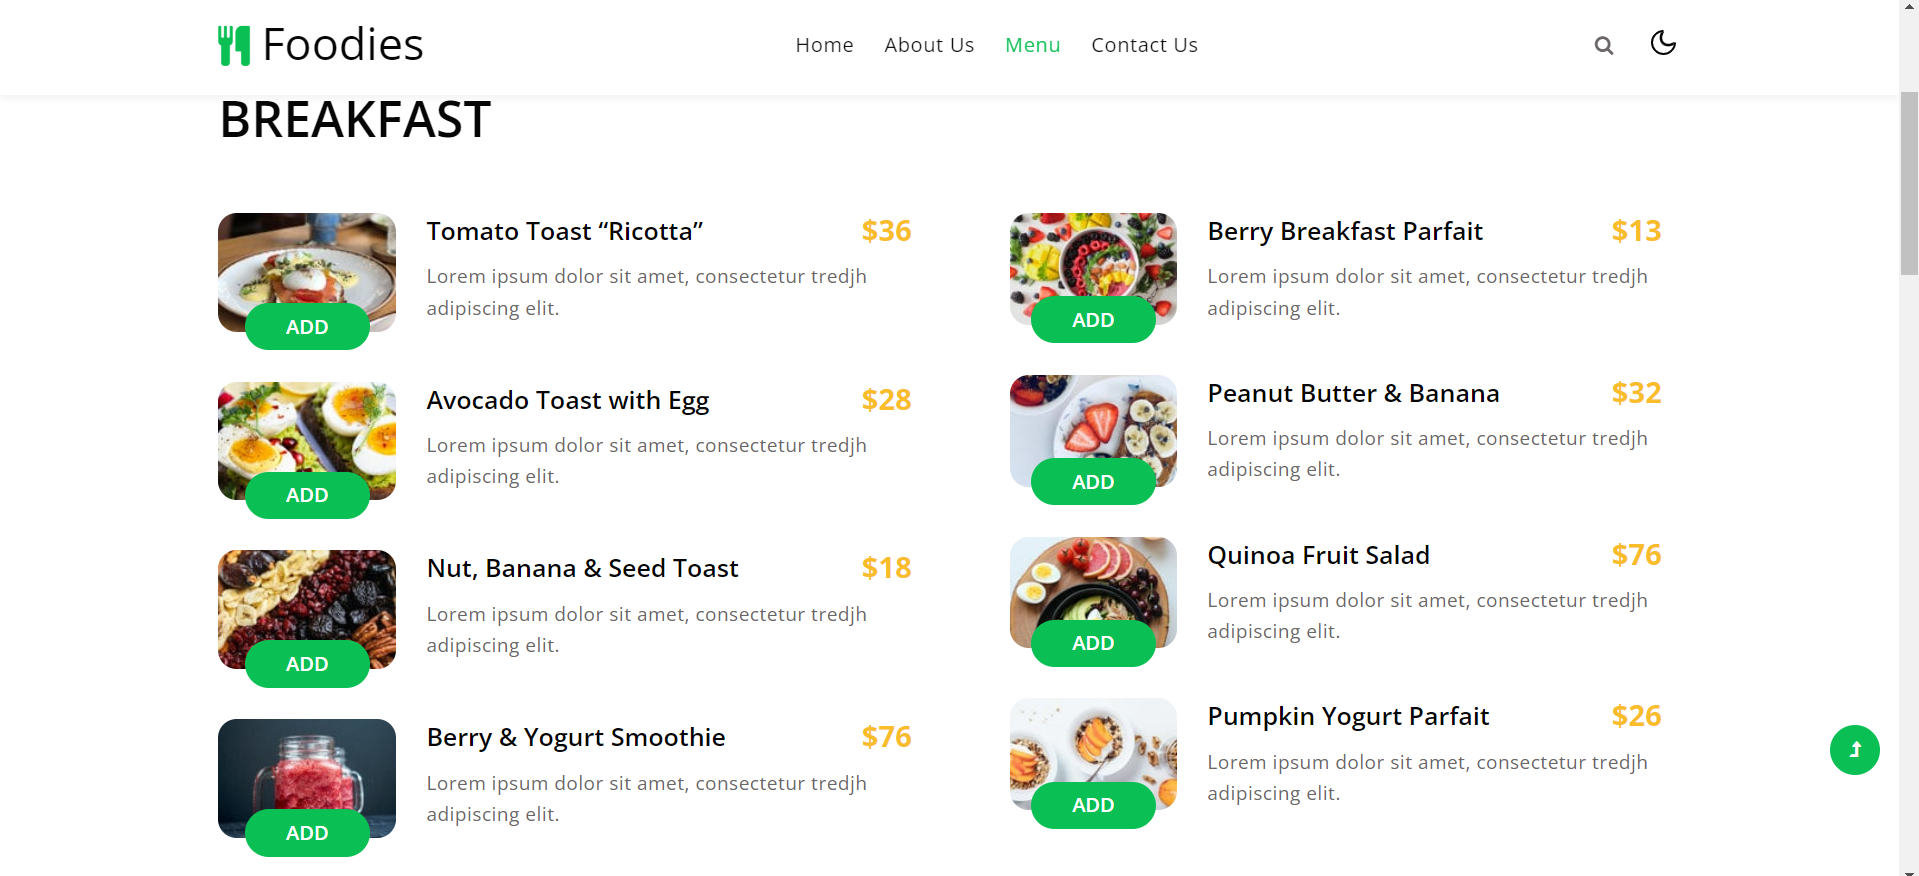 Foodies
Home About Us Menu Contact Us
BREAKFAST
Tomato Toast “Ricotta” $36
Lorem ipsum dolor sit amet, consectetur tredjh
adipiscing elit.
ADD
Avocado Toast with Egg $28
Lorem ipsum dolor sit amet, consectetur tredjh
adipiscing elit.
ADD
Nut, Banana & Seed Toast $18
Lorem ipsum dolor sit amet, consectetur tredjh
adipiscing elit.
ADD
Berry & Yogurt Smoothie $76
Lorem ipsum dolor sit amet, consectetur tredjh
adipiscing elit.
ADD
Berry Breakfast Parfait $13
Lorem ipsum dolor sit amet, consectetur tredjh
adipiscing elit.
ADD
Peanut Butter & Banana $32
Lorem ipsum dolor sit amet, consectetur tredjh
adipiscing elit.
ADD
Quinoa Fruit Salad $76
Lorem ipsum dolor sit amet, consectetur tredjh
adipiscing elit.
ADD
Pumpkin Yogurt Parfait $26
Lorem ipsum dolor sit amet, consectetur tredjh
adipiscing elit.
ADD